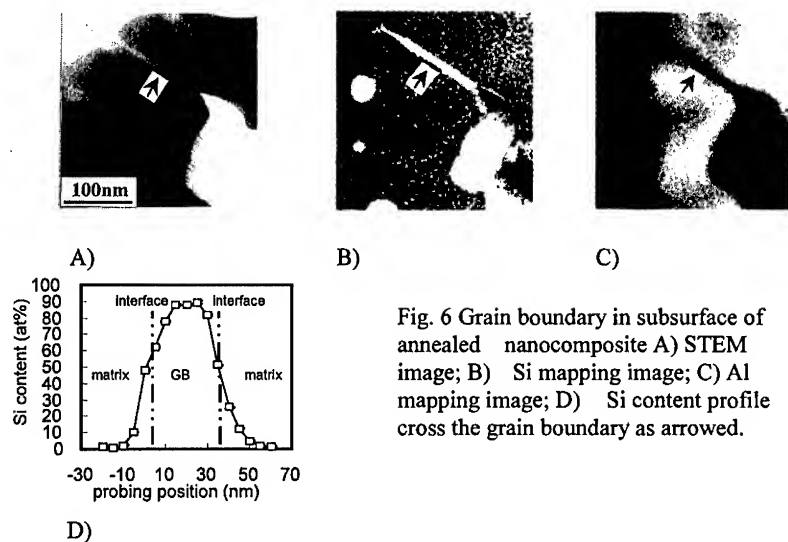 100nm
A)
B)
C)
Si content (at%)
100
90
80
70
60
50
40
30
20
10
0
interface
interface
matrix
GB
matrix
-30 -10 10 30 50 70
probing position (nm)
D)
Fig. 6 Grain boundary in subsurface of
annealed nanocomposite A) STEM
image; B) Si mapping image; C) Al
mapping image; D) Si content profile
cross the grain boundary as arrowed.